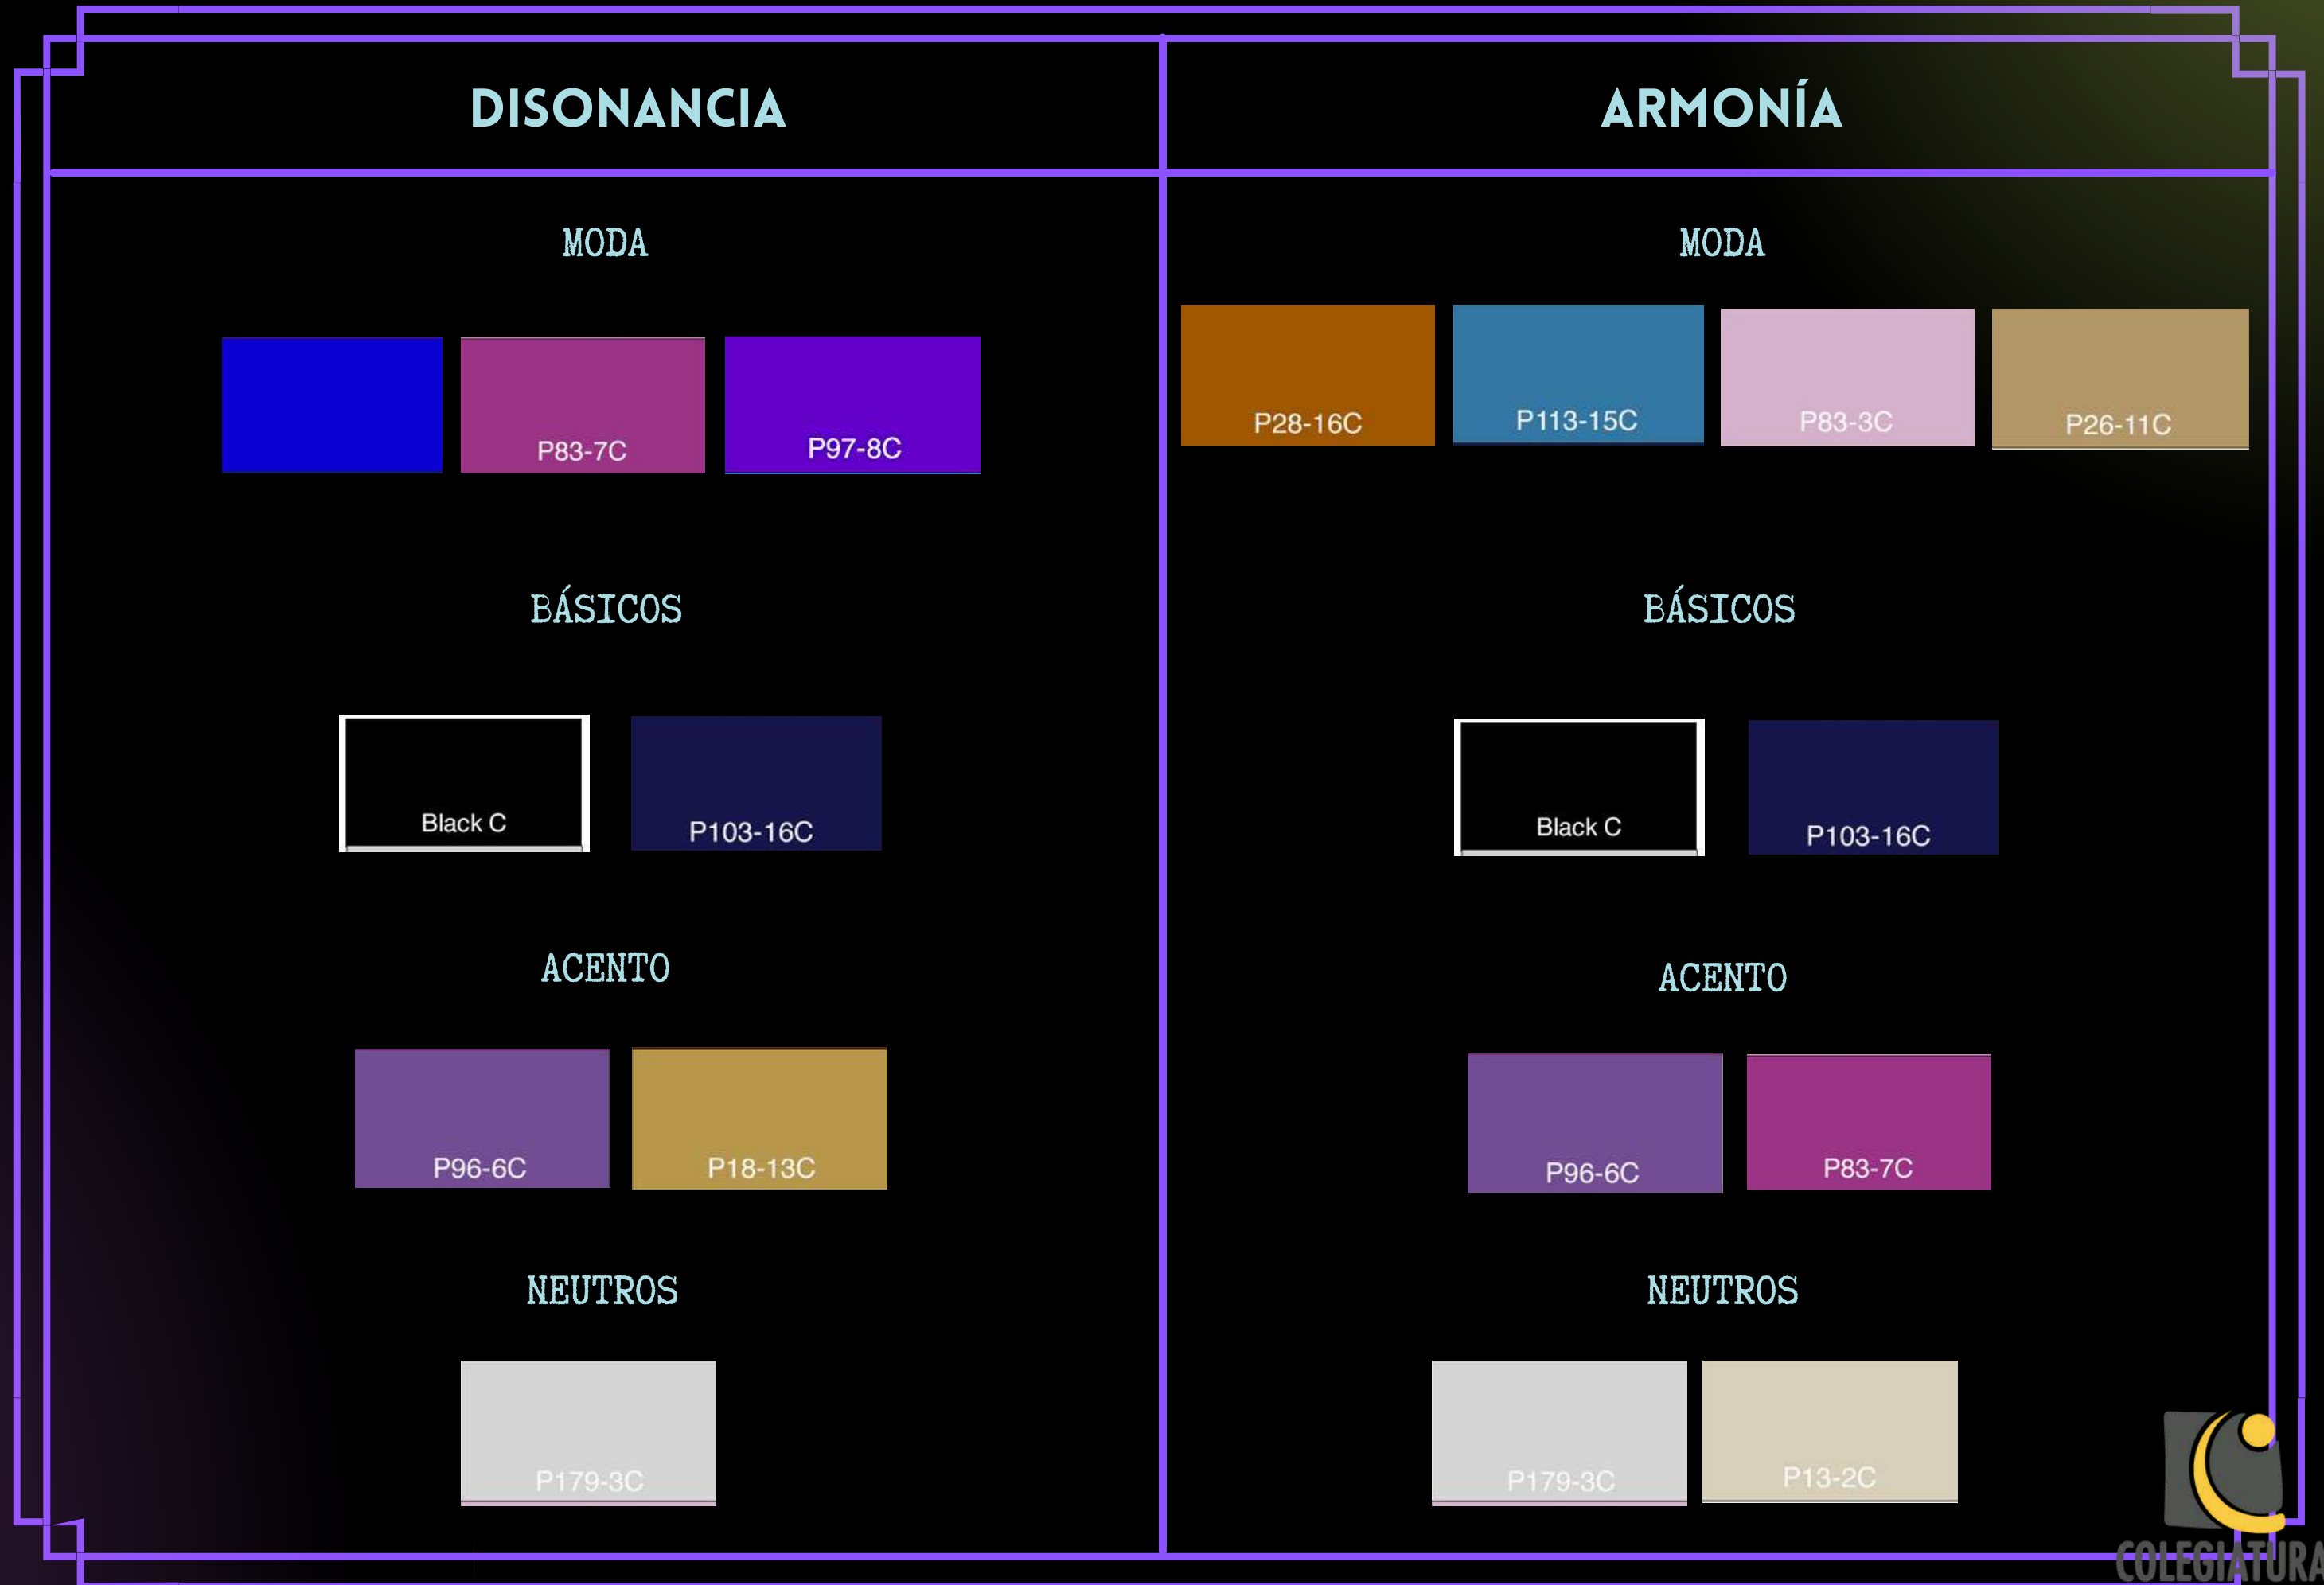 DISONANCIA
MODA
P83-7C
P97-8C
BÁSICOS
Black C
P103-16C
ACENTO
P96-6C
P18-13C
NEUTROS
P179-3C
ARMONÍA
MODA
P28-16C
P113-15C
P83-3C
P26-11C
BÁSICOS
Black C
P103-16C
ACENTO
P96-6C
P83-7C
NEUTROS
P179-3C
P13-2C
COLEGIATURA